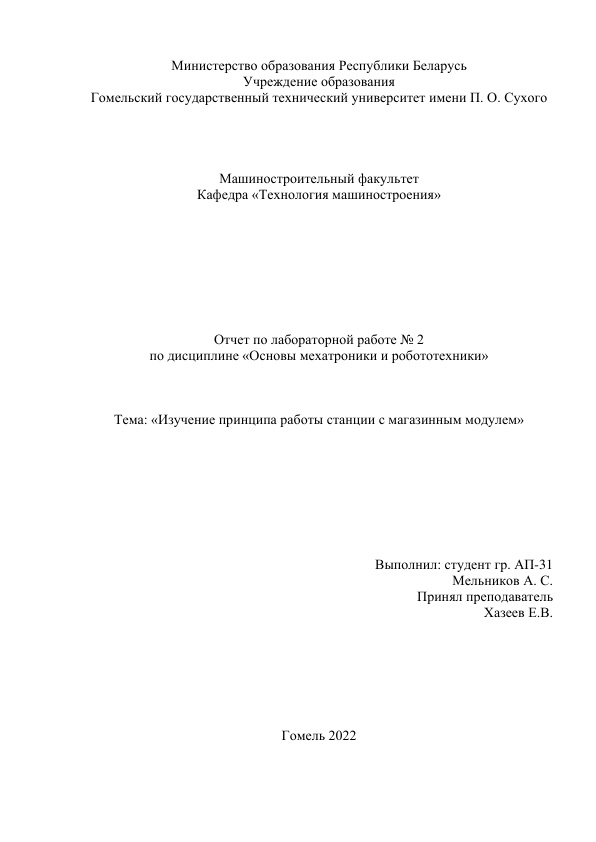 Министерство образования Республики Беларусь
Учреждение образования
Гомельский государственный технический университет имени П. О. Сухого
Машиностроительный факультет
Кафедра «Технология машиностроения»
Отчет по лабораторной работе № 2
по дисциплине «Основы мехатроники и робототехники»
Тема: «Изучение принципа работы станции с магазинным модулем»
Выполнил: студент гр. АП-31
Мельников А. С.
Принял преподаватель
Хазеев Е.В.
Гомель 2022